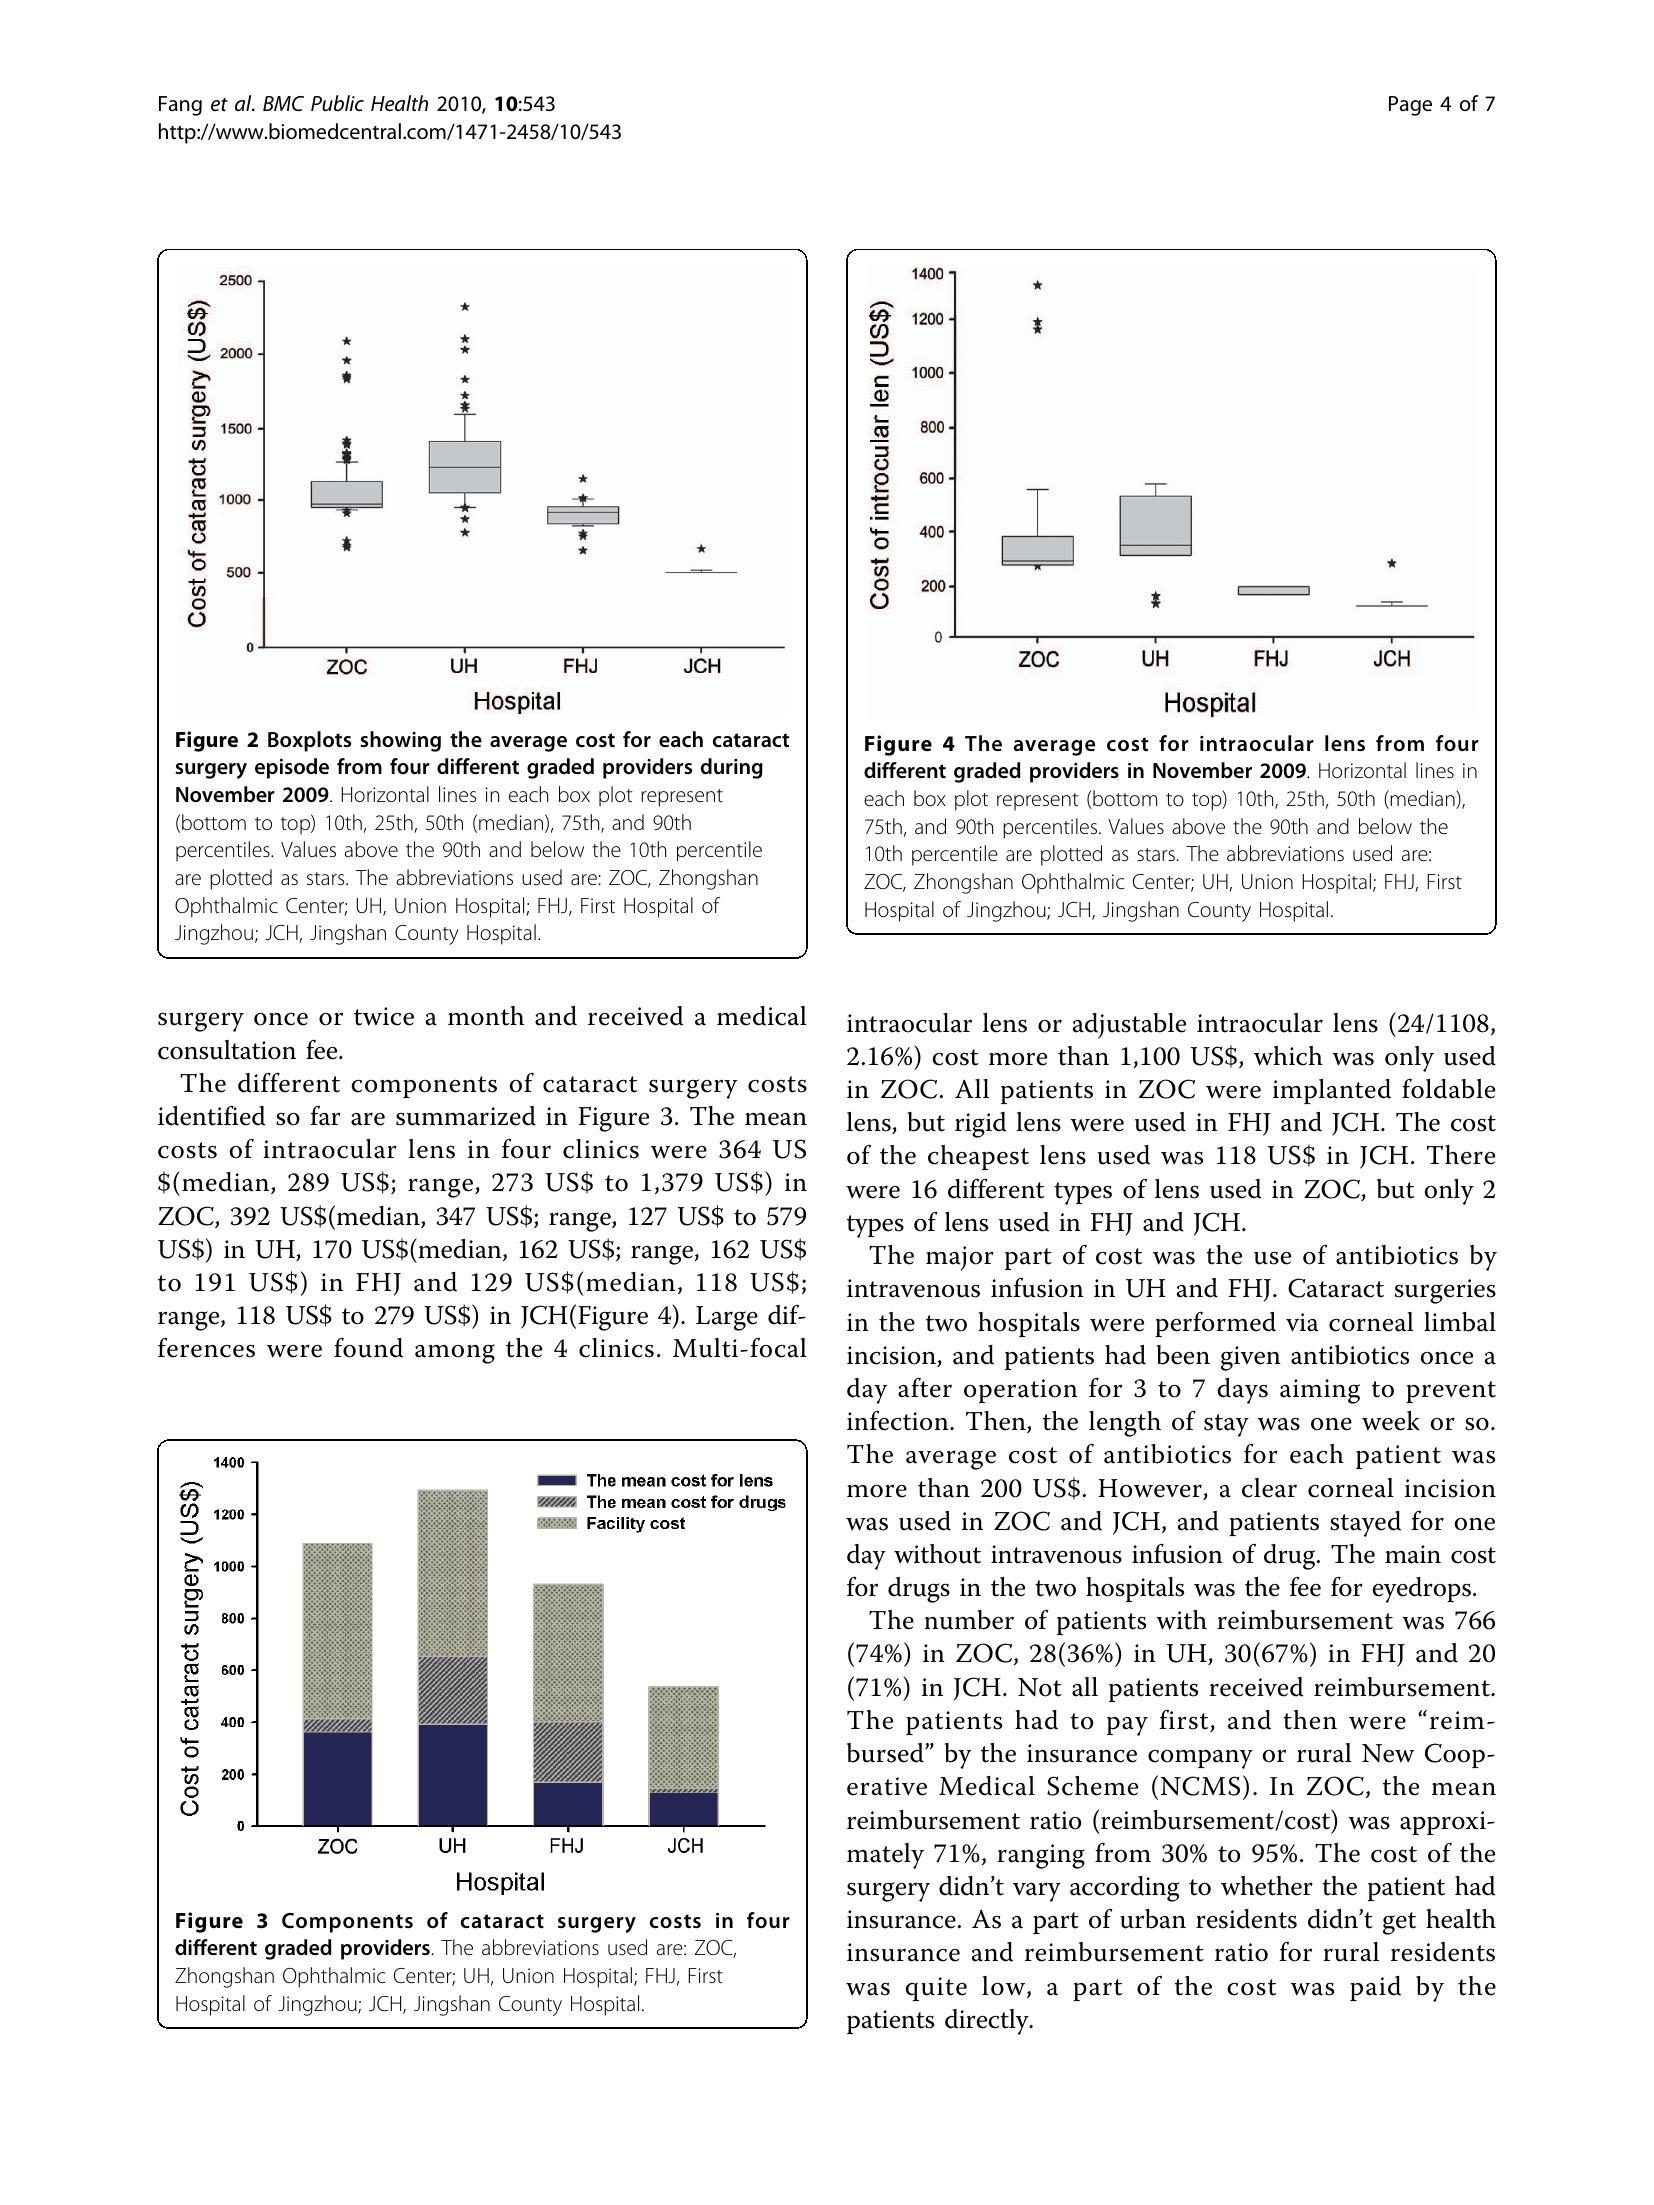 Fang et al. BMC Public Health 2010, 10:543
http://www.biomedcentral.com/1471-2458/10/543
Page 4 of 7
2500
2000
1500
1000
500
0
Cost of cataract surgery (US$)
ZOC UH FHJ JCH
Hospital
Figure 2 Boxplots showing the average cost for each cataract
surgery episode from four different graded providers during
November 2009. Horizontal lines in each box plot represent
(bottom to top) 10th, 25th, 50th (median), 75th, and 90th
percentiles. Values above the 90th and below the 10th percentile
are plotted as stars. The abbreviations used are: ZOC, Zhongshan
Ophthalmic Center; UH, Union Hospital; FHJ, First Hospital of
Jingzhou; JCH, Jingshan County Hospital.
surgery once or twice a month and received a medical
consultation fee.
The different components of cataract surgery costs
identified so far are summarized in Figure 3. The mean
costs of intraocular lens in four clinics were 364 US
$(median, 289 US$; range, 273 US$ to 1,379 US$) in
ZOC, 392 US$(median, 347 US$; range, 127 US$ to 579
US$) in UH, 170 US$(median, 162 US$; range, 162 US$
to 191 US$) in FHJ and 129 US$(median, 118 US$;
range, 118 US$ to 279 US$) in JCH(Figure 4). Large dif-
ferences were found among the 4 clinics. Multi-focal
1400
1200
1000
800
600
400
200
0
Cost of cataract surgery (US$)
The mean cost for lens
The mean cost for drugs
Facility cost
ZOC UH FHJ JCH
Hospital
Figure 3 Components of cataract surgery costs in four
different graded providers. The abbreviations used are: ZOC,
Zhongshan Ophthalmic Center; UH, Union Hospital; FHJ, First
Hospital of Jingzhou; JCH, Jingshan County Hospital.
1400
1200
1000
800
600
400
200
0
Cost of introcular len (US$)
ZOC UH FHJ JCH
Hospital
Figure 4 The average cost for intraocular lens from four
different graded providers in November 2009. Horizontal lines in
each box plot represent (bottom to top) 10th, 25th, 50th (median),
75th, and 90th percentiles. Values above the 90th and below the
10th percentile are plotted as stars. The abbreviations used are:
ZOC, Zhongshan Ophthalmic Center; UH, Union Hospital; FHJ, First
Hospital of Jingzhou; JCH, Jingshan County Hospital.
intraocular lens or adjustable intraocular lens (24/1108,
2.16%) cost more than 1,100 US$, which was only used
in ZOC. All patients in ZOC were implanted foldable
lens, but rigid lens were used in FHJ and JCH. The cost
of the cheapest lens used was 118 US$ in JCH. There
were 16 different types of lens used in ZOC, but only 2
types of lens used in FHJ and JCH.
The major part of cost was the use of antibiotics by
intravenous infusion in UH and FHJ. Cataract surgeries
in the two hospitals were performed via corneal limbal
incision, and patients had been given antibiotics once a
day after operation for 3 to 7 days aiming to prevent
infection. Then, the length of stay was one week or so.
The average cost of antibiotics for each patient was
more than 200 US$. However, a clear corneal incision
was used in ZOC and JCH, and patients stayed for one
day without intravenous infusion of drug. The main cost
for drugs in the two hospitals was the fee for eyedrops.
The number of patients with reimbursement was 766
(74%) in ZOC, 28(36%) in UH, 30(67%) in FHJ and 20
(71%) in JCH. Not all patients received reimbursement.
The patients had to pay first, and then were “reim-
bursed” by the insurance company or rural New Coop-
erative Medical Scheme (NCMS). In ZOC, the mean
reimbursement ratio (reimbursement/cost) was approxi-
mately 71%, ranging from 30% to 95%. The cost of the
surgery didn’t vary according to whether the patient had
insurance. As a part of urban residents didn’t get health
insurance and reimbursement ratio for rural residents
was quite low, a part of the cost was paid by the
patients directly.